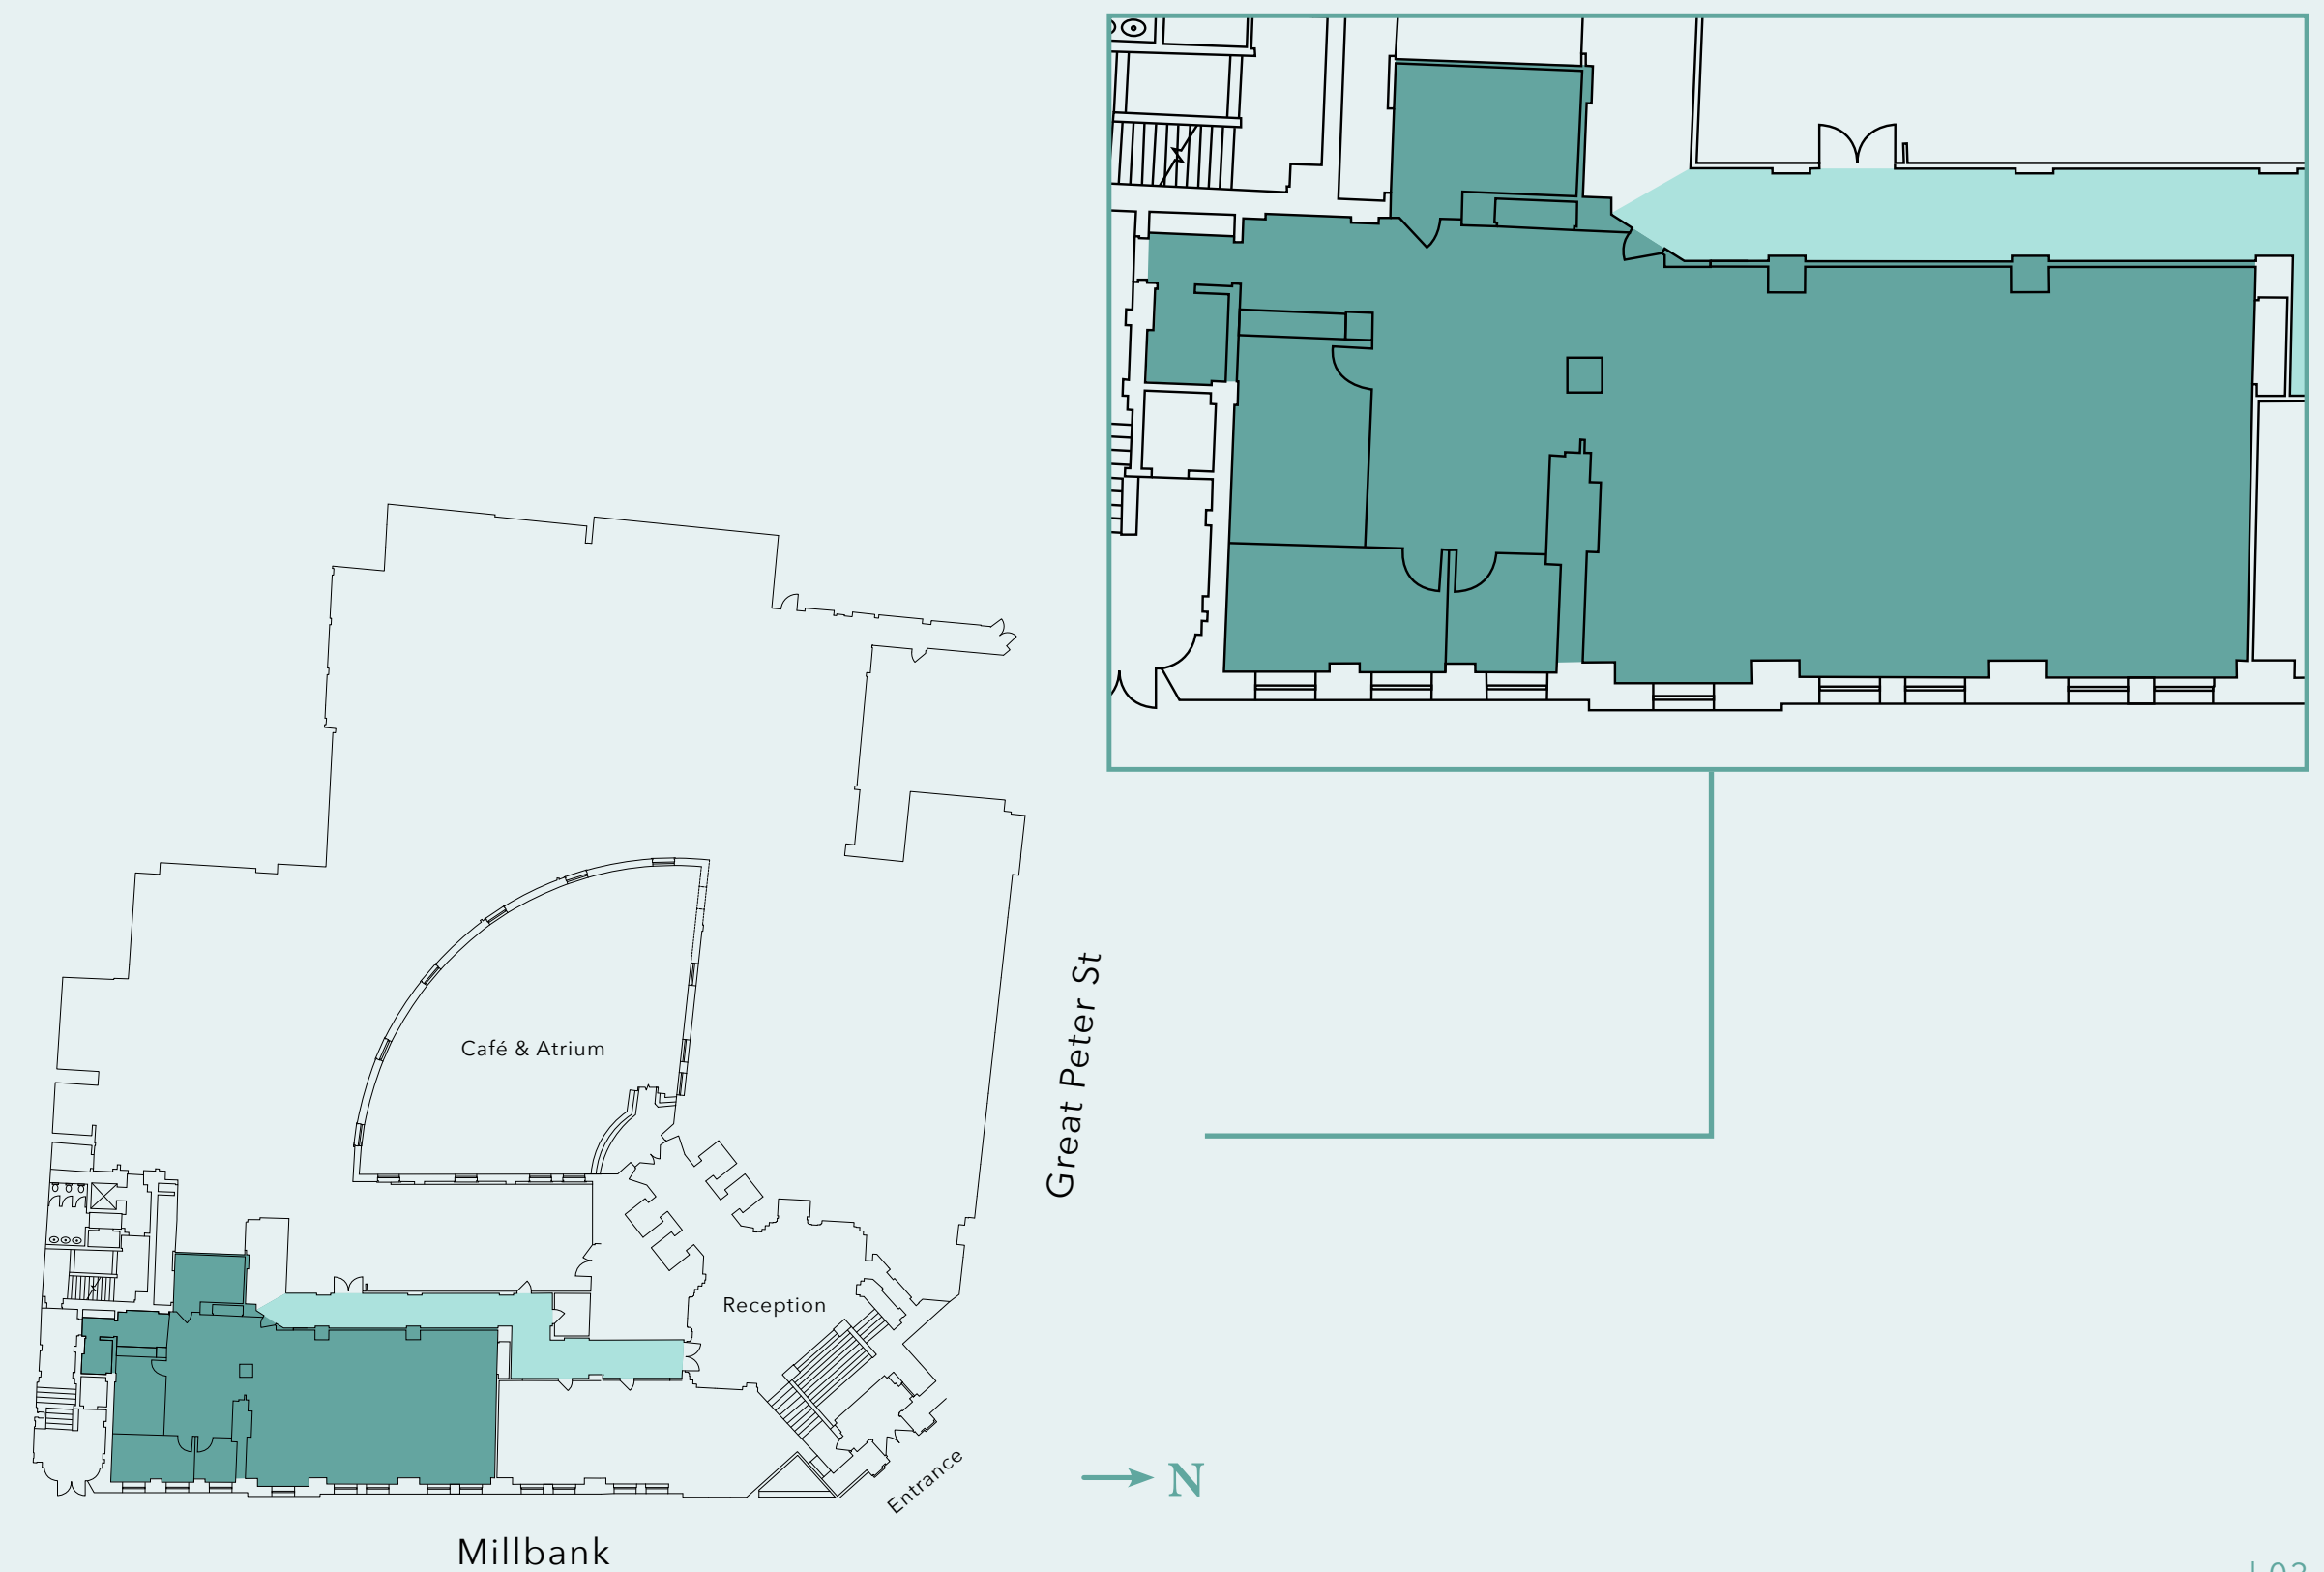 Café & Atrium
Great Peter St
Reception
Entrance
N
Millbank